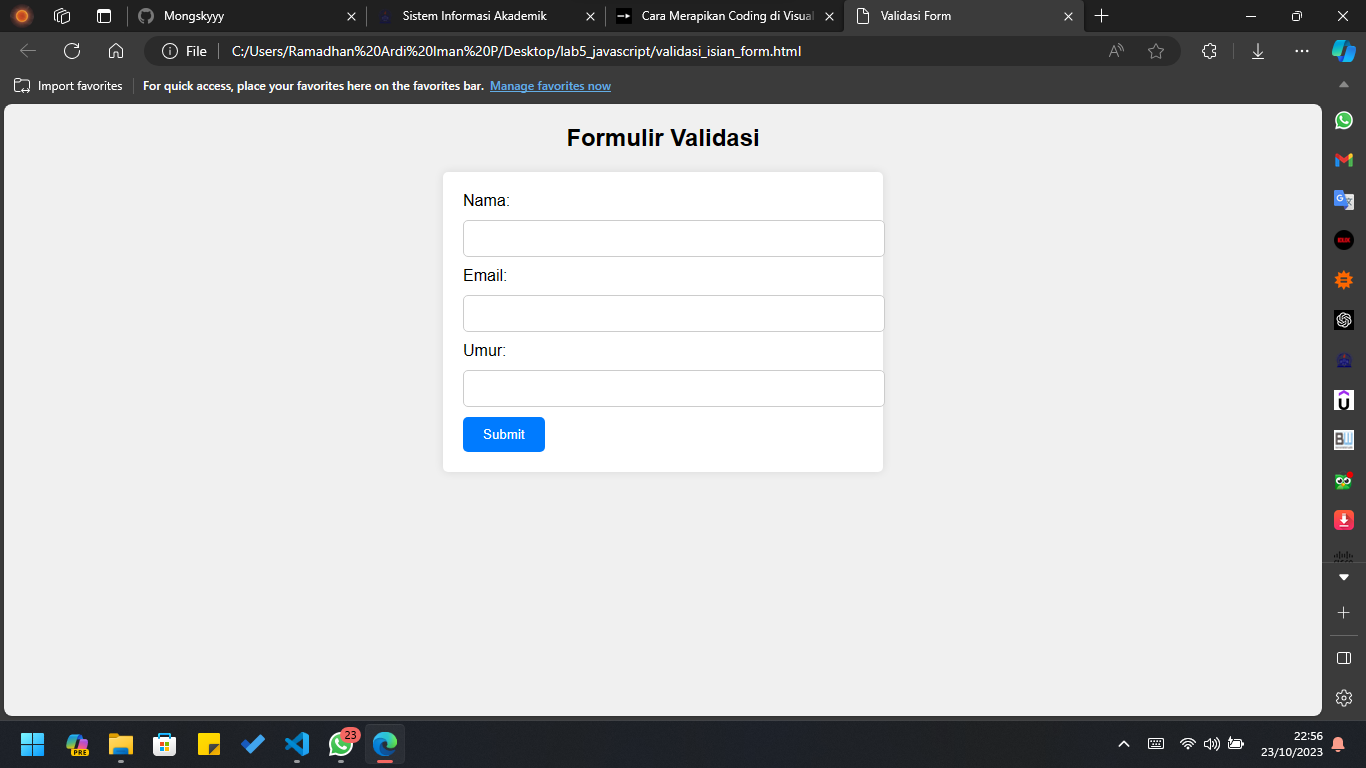 Mongskyyy
Sistem Informasi Akademik
Cara Merapikan Coding di Visual
Validasi Form
File
C:/Users/Ramadhan%20Ardi%20Iman%20P/Desktop/lab5_javascript/validasi_isian_form.html
Import favorites
For quick access, place your favorites here on the favorites bar. Manage favorites now
Formulir Validasi
Nama:
Email:
Umur:
Submit
PRE
23
22:56
23/10/2023